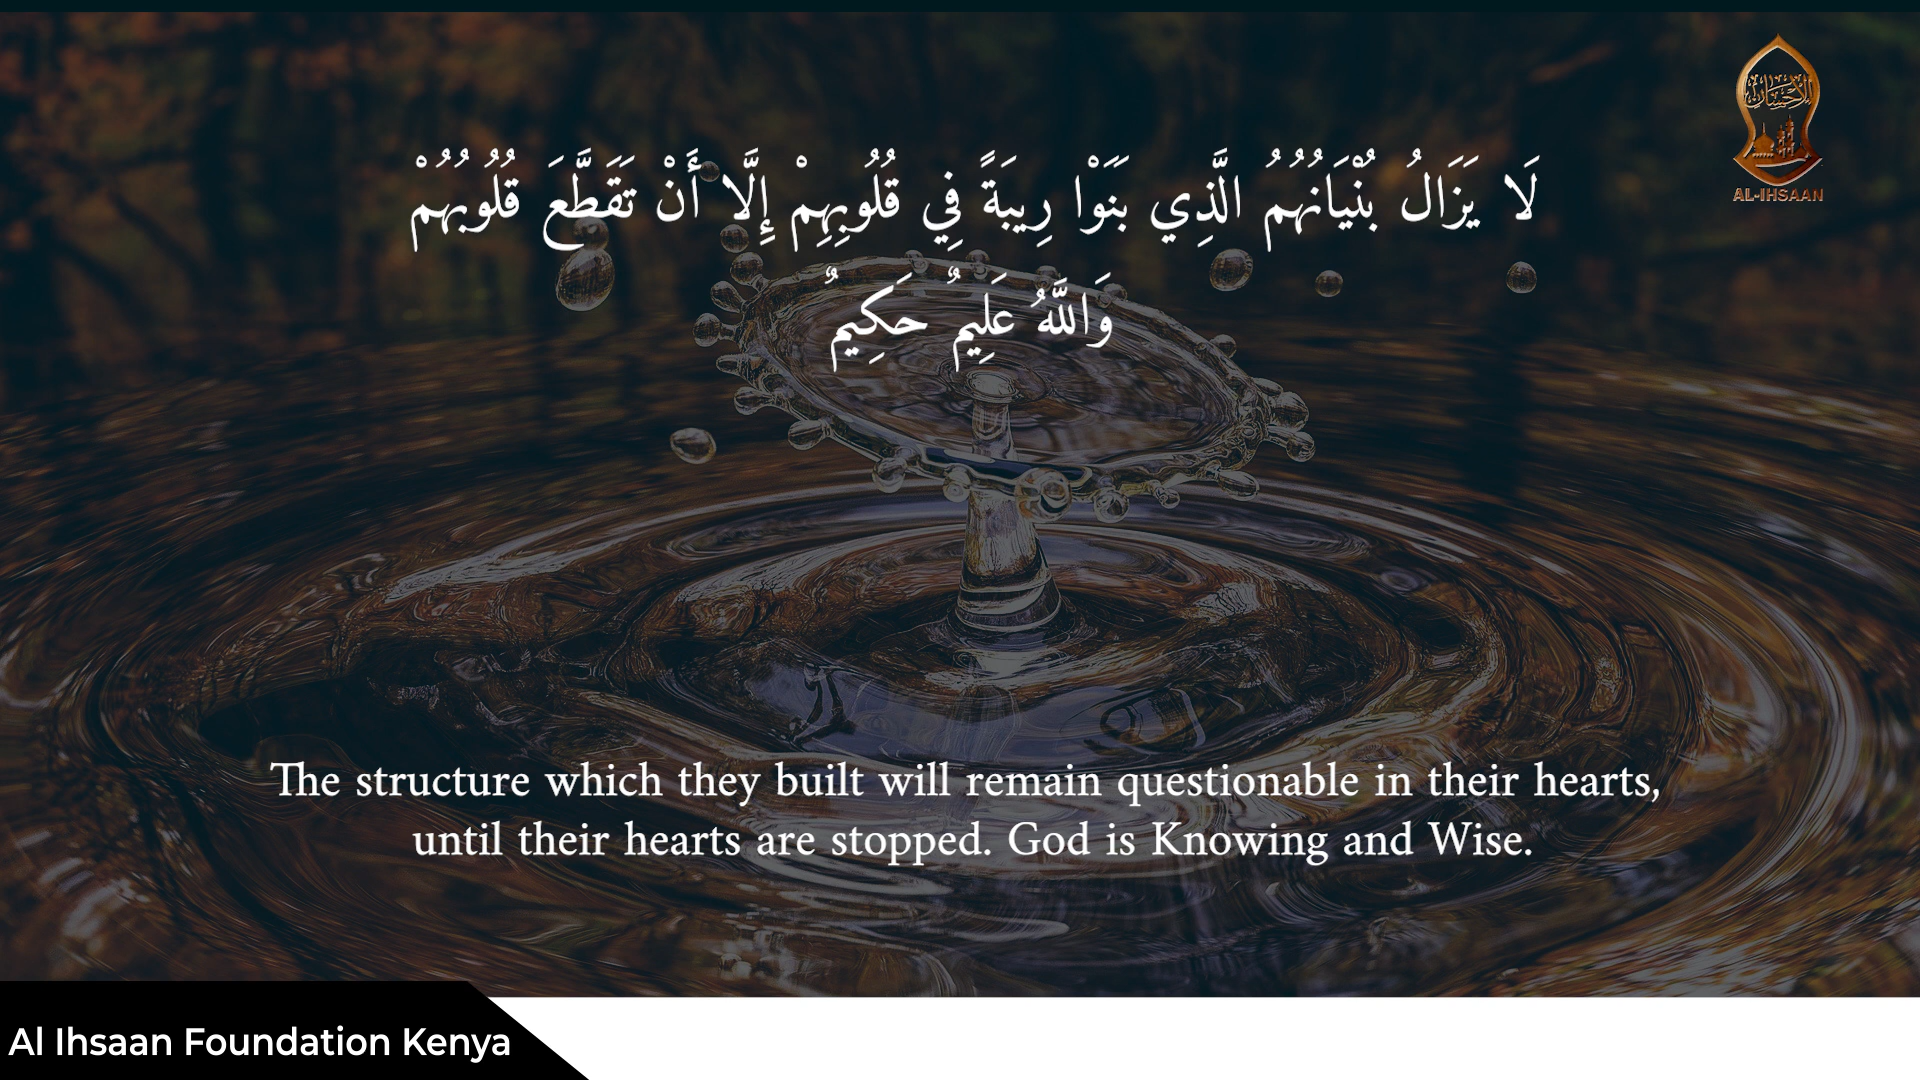 الاحسان
AL-IHSAAN
لَا يَزَالُ بُنْيَانُهُمُ الَّذِي بَنَوْا رِيبَةً فِي قُلُوبِهِمْ إِلَّا أَنْ تَقَطَّعَ قُلُوبُهُمْ
وَاللَّهُ عَلِيمٌ حَكِيمٌ
The structure which they built will remain questionable in their hearts,
until their hearts are stopped. God is Knowing and Wise.
Al Ihsaan Foundation Kenya